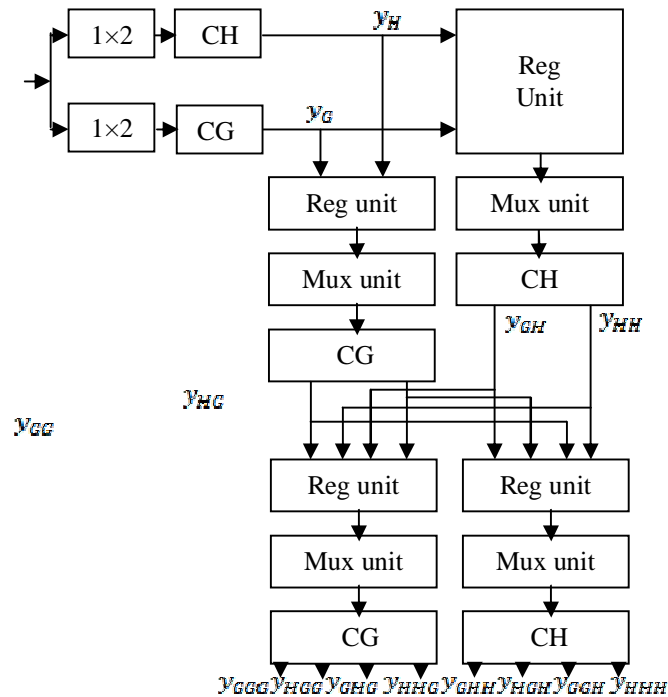 1×2 CH y_H Reg Unit
1×2 CG y_G
Reg unit Mux unit
Mux unit CH
CG y_GH y_HH
y_HG
y_GG
Reg unit Reg unit
Mux unit Mux unit
CG CH
y_GGG y_HGG y_GHG y_HHG y_GHH y_HGH y_GGH y_HHH